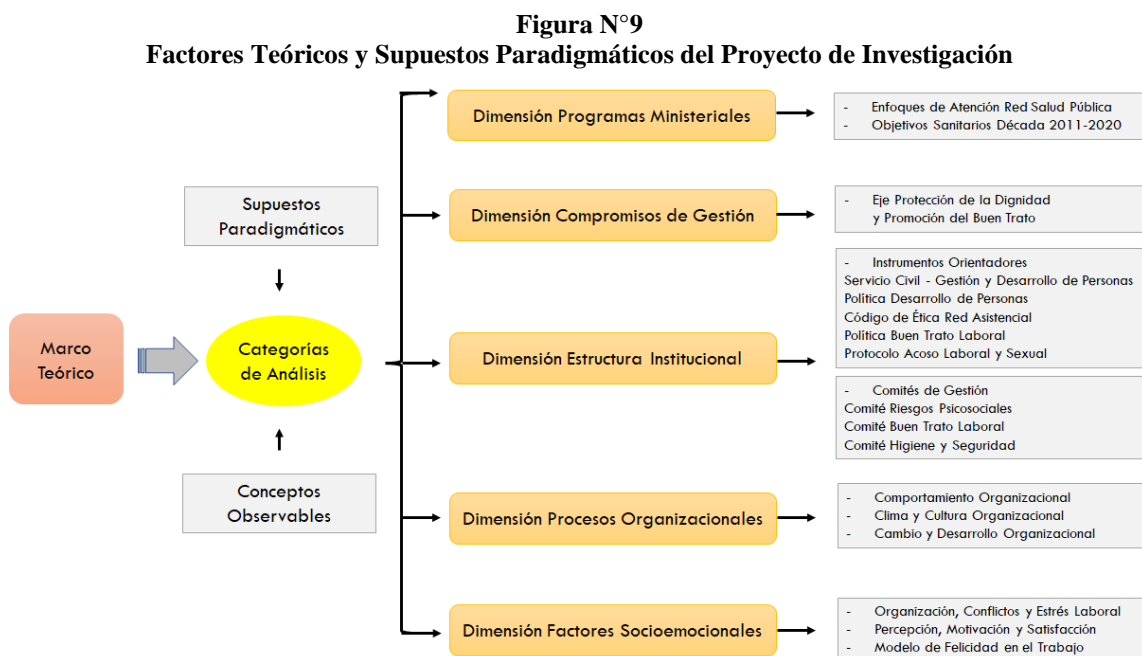 Figura N°9
Factores Teóricos y Supuestos Paradigmáticos del Proyecto de Investigación
Marco
Teórico
Supuestos
Paradigmáticos
Categorías
de Análisis
Conceptos
Observables
Dimensión Programas Ministeriales
- Enfoques de Atención Red Salud Pública
- Objetivos Sanitarios Década 2011-2020
Dimensión Compromisos de Gestión
- Eje Protección de la Dignidad
y Promoción del Buen Trato
Dimensión Estructura Institucional
- Instrumentos Orientadores
Servicio Civil - Gestión y Desarrollo de Personas
Política Desarrollo de Personas
Código de Ética Red Asistencial
Política Buen Trato Laboral
Protocolo Acoso Laboral y Sexual
- Comités de Gestión
Comité Riesgos Psicosociales
Comité Buen Trato Laboral
Comité Higiene y Seguridad
Dimensión Procesos Organizacionales
- Comportamiento Organizacional
- Clima y Cultura Organizacional
- Cambio y Desarrollo Organizacional
Dimensión Factores Socioemocionales
- Organización, Conflictos y Estrés Laboral
- Percepción, Motivación y Satisfacción
- Modelo de Felicidad en el Trabajo